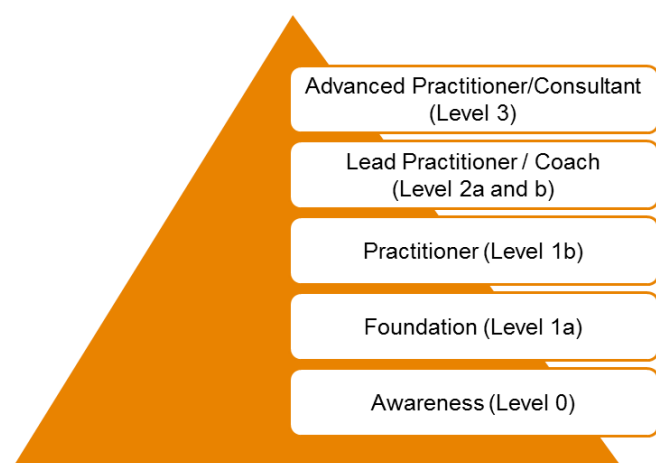 Advanced Practitioner/Consultant
(Level 3)
Lead Practitioner / Coach
(Level 2a and b)
Practitioner (Level 1b)
Foundation (Level 1a)
Awareness (Level 0)